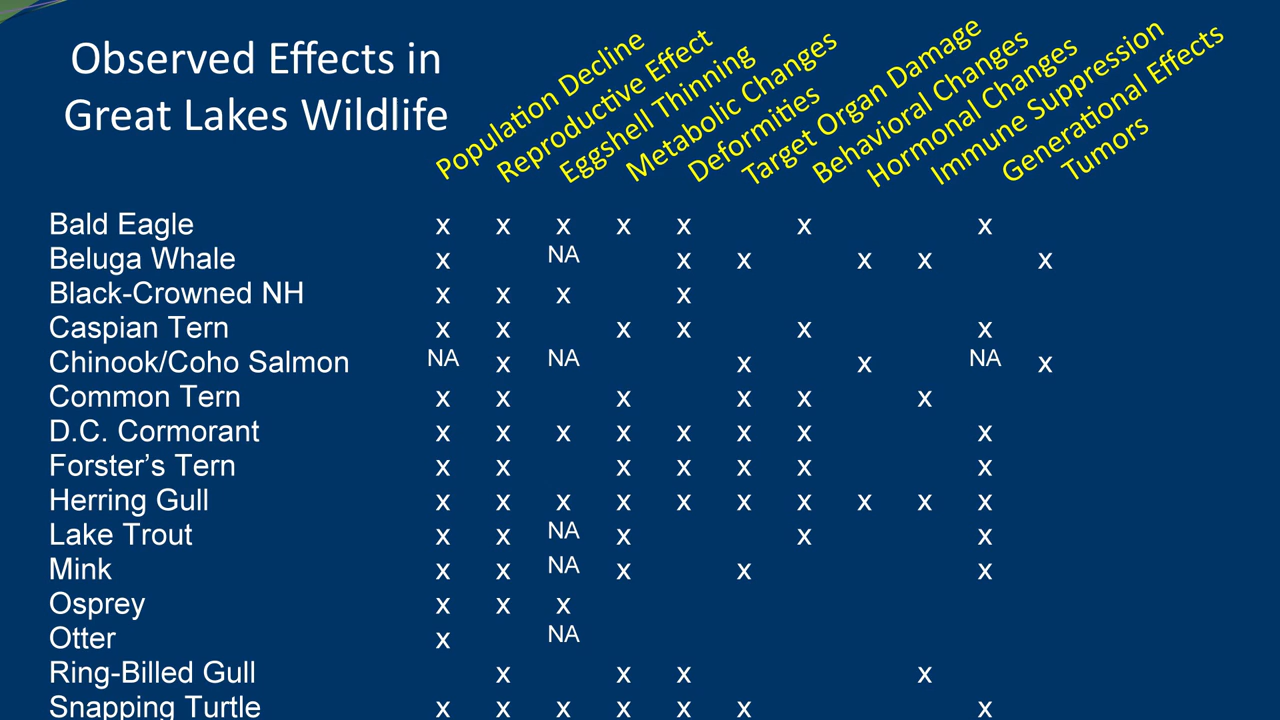 Observed Effects in
Great Lakes Wildlife
Population Decline
Reproductive Effect
Eggshell Thinning
Metabolic Changes
Deformities
Target Organ Damage
Behavioral Changes
Hormonal Changes
Immune Suppression
Generational Effects
Tumors
Bald Eagle x x x x x x x
Beluga Whale x NA x x x x x
Black-Crowned NH x x x x
Caspian Tern x x x x x x
Chinook/Coho Salmon NA x NA x x NA x
Common Tern x x x x x x
D.C. Cormorant x x x x x x x x
Forster's Tern x x x x x x x
Herring Gull x x x x x x x x x x
Lake Trout x x NA x x x
Mink x x NA x x x
Osprey x x x
Otter x NA
Ring-Billed Gull x x x x
Snapping Turtle x x x x x x x